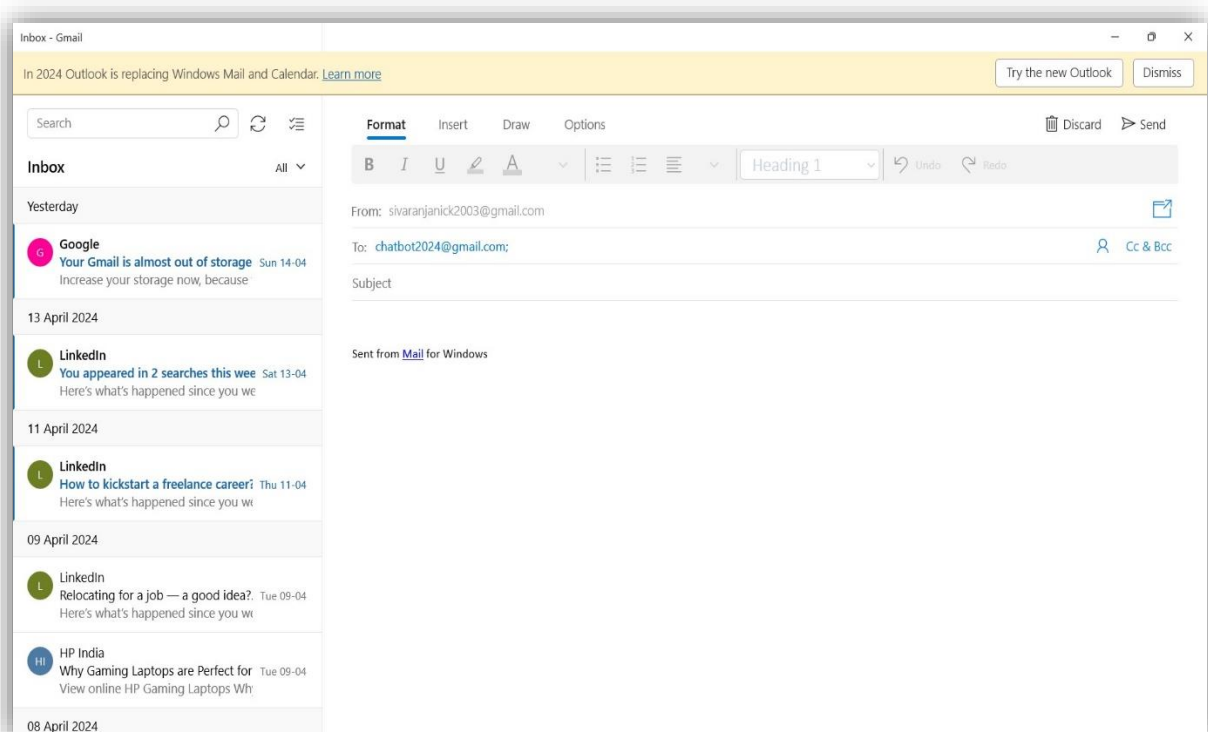 Inbox - Gmail
In 2024 Outlook is replacing Windows Mail and Calendar. Learn more
Try the new Outlook
Dismiss
Search
Inbox
All
Yesterday
G
Google
Your Gmail is almost out of storage Sun 14-04
Increase your storage now, because
13 April 2024
L
LinkedIn
You appeared in 2 searches this wee Sat 13-04
Here's what's happened since you we
11 April 2024
L
LinkedIn
How to kickstart a freelance career? Thu 11-04
Here's what's happened since you we
09 April 2024
L
LinkedIn
Relocating for a job — a good idea?. Tue 09-04
Here's what's happened since you we
HI
HP India
Why Gaming Laptops are Perfect for Tue 09-04
View online HP Gaming Laptops Wh
08 April 2024
Format Insert Draw Options
Discard Send
B I U A Heading 1 Undo Redo
From: sivaranjanick2003@gmail.com
To: chatbot2024@gmail.com; Cc & Bcc
Subject
Sent from Mail for Windows